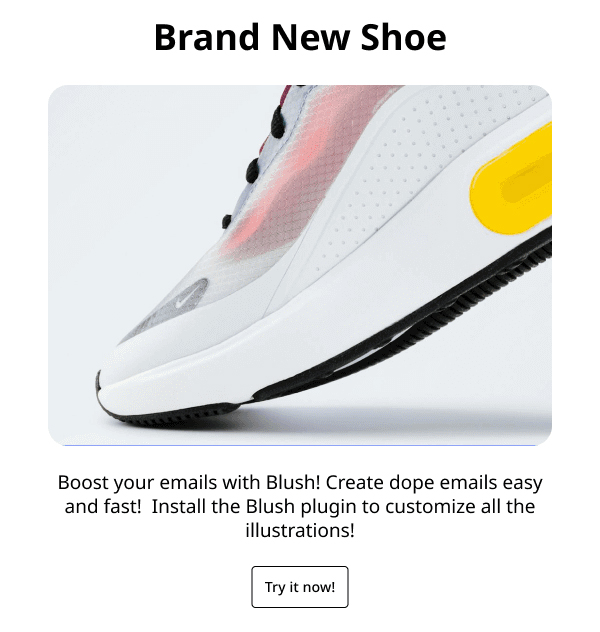 Brand New Shoe
Boost your emails with Blush! Create dope emails easy
and fast!  Install the Blush plugin to customize all the
illustrations!
Try it now!